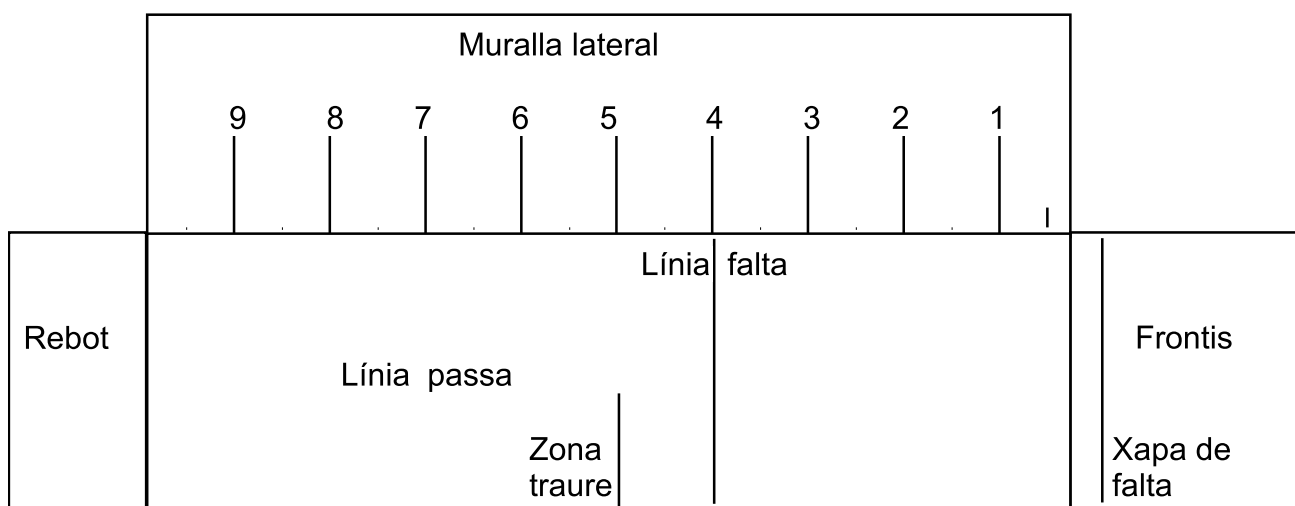 Muralla lateral
9 8 7 6 5 4 3 2 1
Línia falta
Rebot
Frontis
Línia passa
Zona
traure
Xapa de
falta